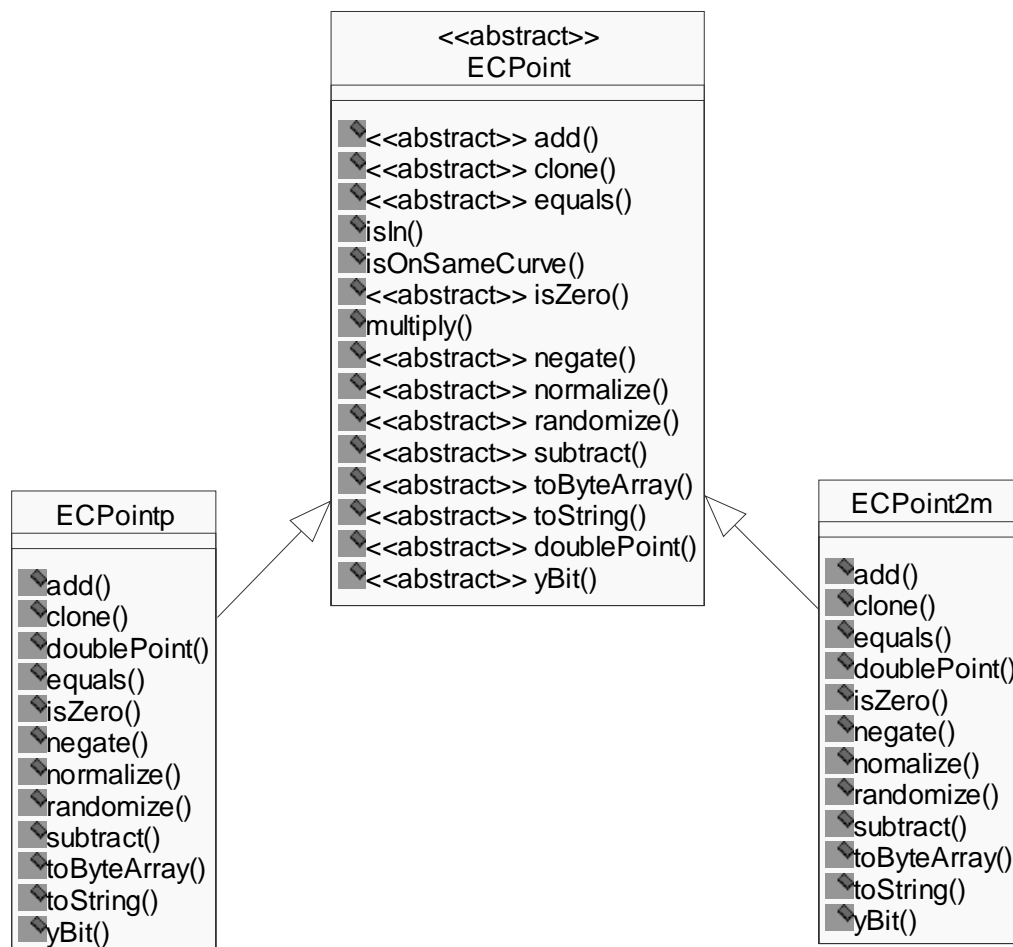 <<abstract>>
ECPoint
<<abstract>> add()
<<abstract>> clone()
<<abstract>> equals()
isIn()
isOnSameCurve()
<<abstract>> isZero()
multiply()
<<abstract>> negate()
<<abstract>> normalize()
<<abstract>> randomize()
<<abstract>> subtract()
<<abstract>> toByteArray()
<<abstract>> toString()
<<abstract>> doublePoint()
<<abstract>> yBit()
ECPointp
add()
clone()
doublePoint()
equals()
isZero()
negate()
normalize()
randomize()
subtract()
toByteArray()
toString()
yBit()
ECPoint2m
add()
clone()
equals()
doublePoint()
isZero()
negate()
nomalize()
randomize()
subtract()
toByteArray()
toString()
yBit()